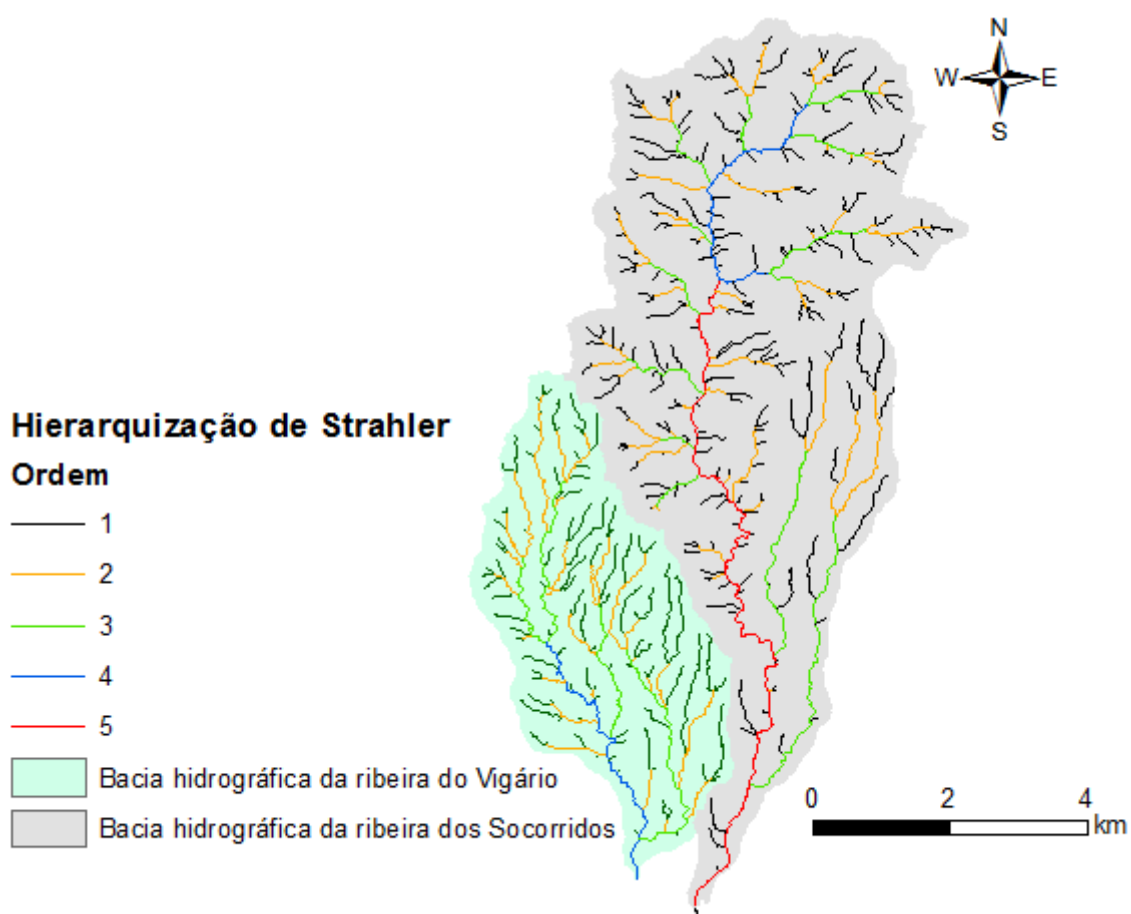 N
W E
S
Hierarquização de Strahler
Ordem
1
2
3
4
5
Bacia hidrográfica da ribeira do Vigário
Bacia hidrográfica da ribeira dos Socorridos
0 2 4
km